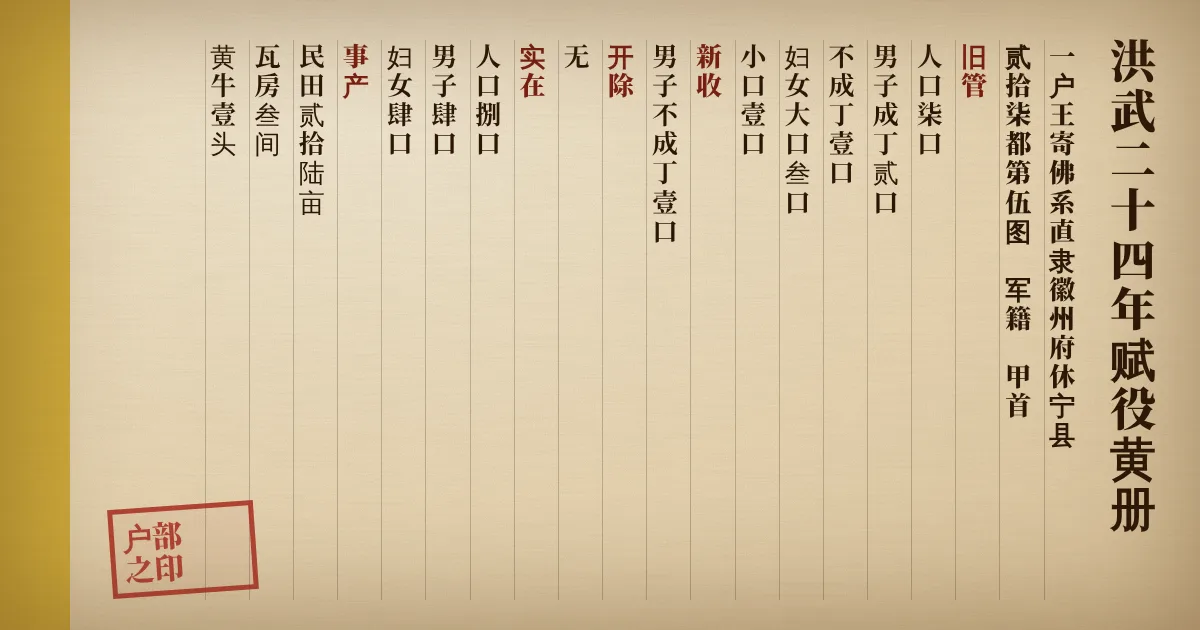 洪武二十四年赋役黄册
一户王寄佛系直隶徽州府休宁县
贰拾柒都第伍图　军籍　甲首
旧管
人口柒口
男子成丁贰口
不成丁壹口
妇女大口叁口
小口壹口
新收
男子不成丁壹口
开除
无
实在
人口捌口
男子肆口
妇女肆口
事产
民田贰拾陆亩
瓦房叁间
黄牛壹头
户部
之印